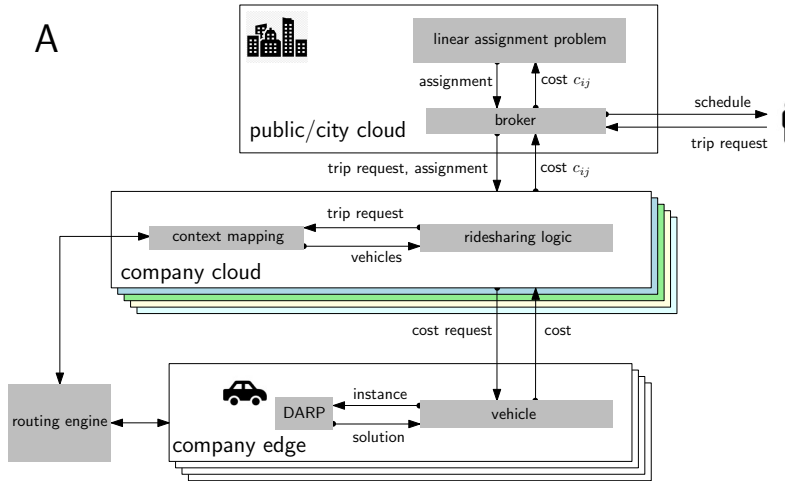 A
linear assignment problem
assignment
cost c_ij
broker
schedule
trip request
public/city cloud
trip request, assignment
cost c_ij
trip request
context mapping
ridesharing logic
vehicles
company cloud
cost request
cost
routing engine
instance
DARP
vehicle
solution
company edge